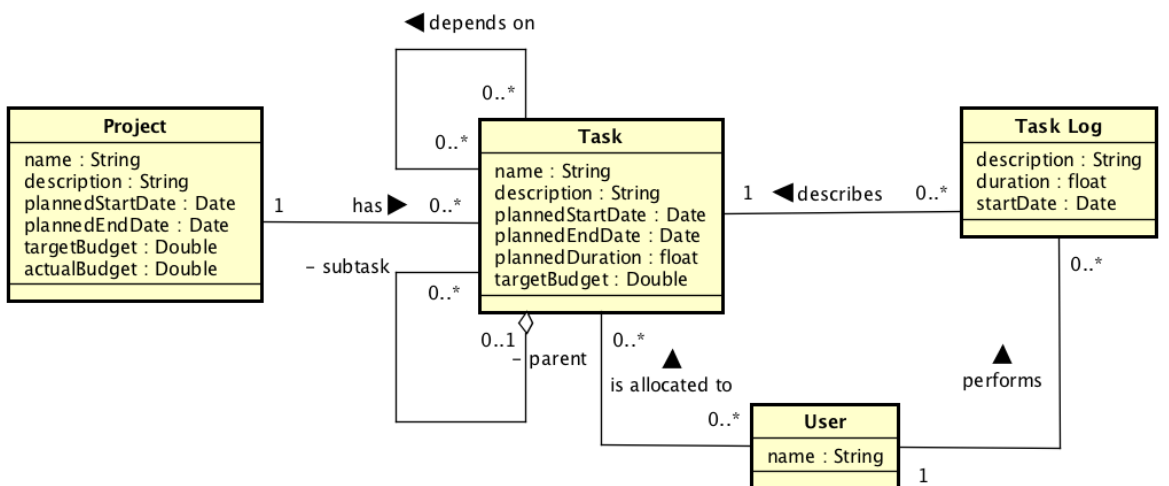 ◀ depends on
0..*
0..*
Project
name : String
description : String
plannedStartDate : Date
plannedEndDate : Date
targetBudget : Double
actualBudget : Double
1
has ▶
0..*
Task
name : String
description : String
plannedStartDate : Date
plannedEndDate : Date
plannedDuration : float
targetBudget : Double
1
◀ describes
0..*
Task Log
description : String
duration : float
startDate : Date
– subtask
0..*
0..1
– parent
0..*
▲
is allocated to
0..*
0..*
▲
performs
User
name : String
1